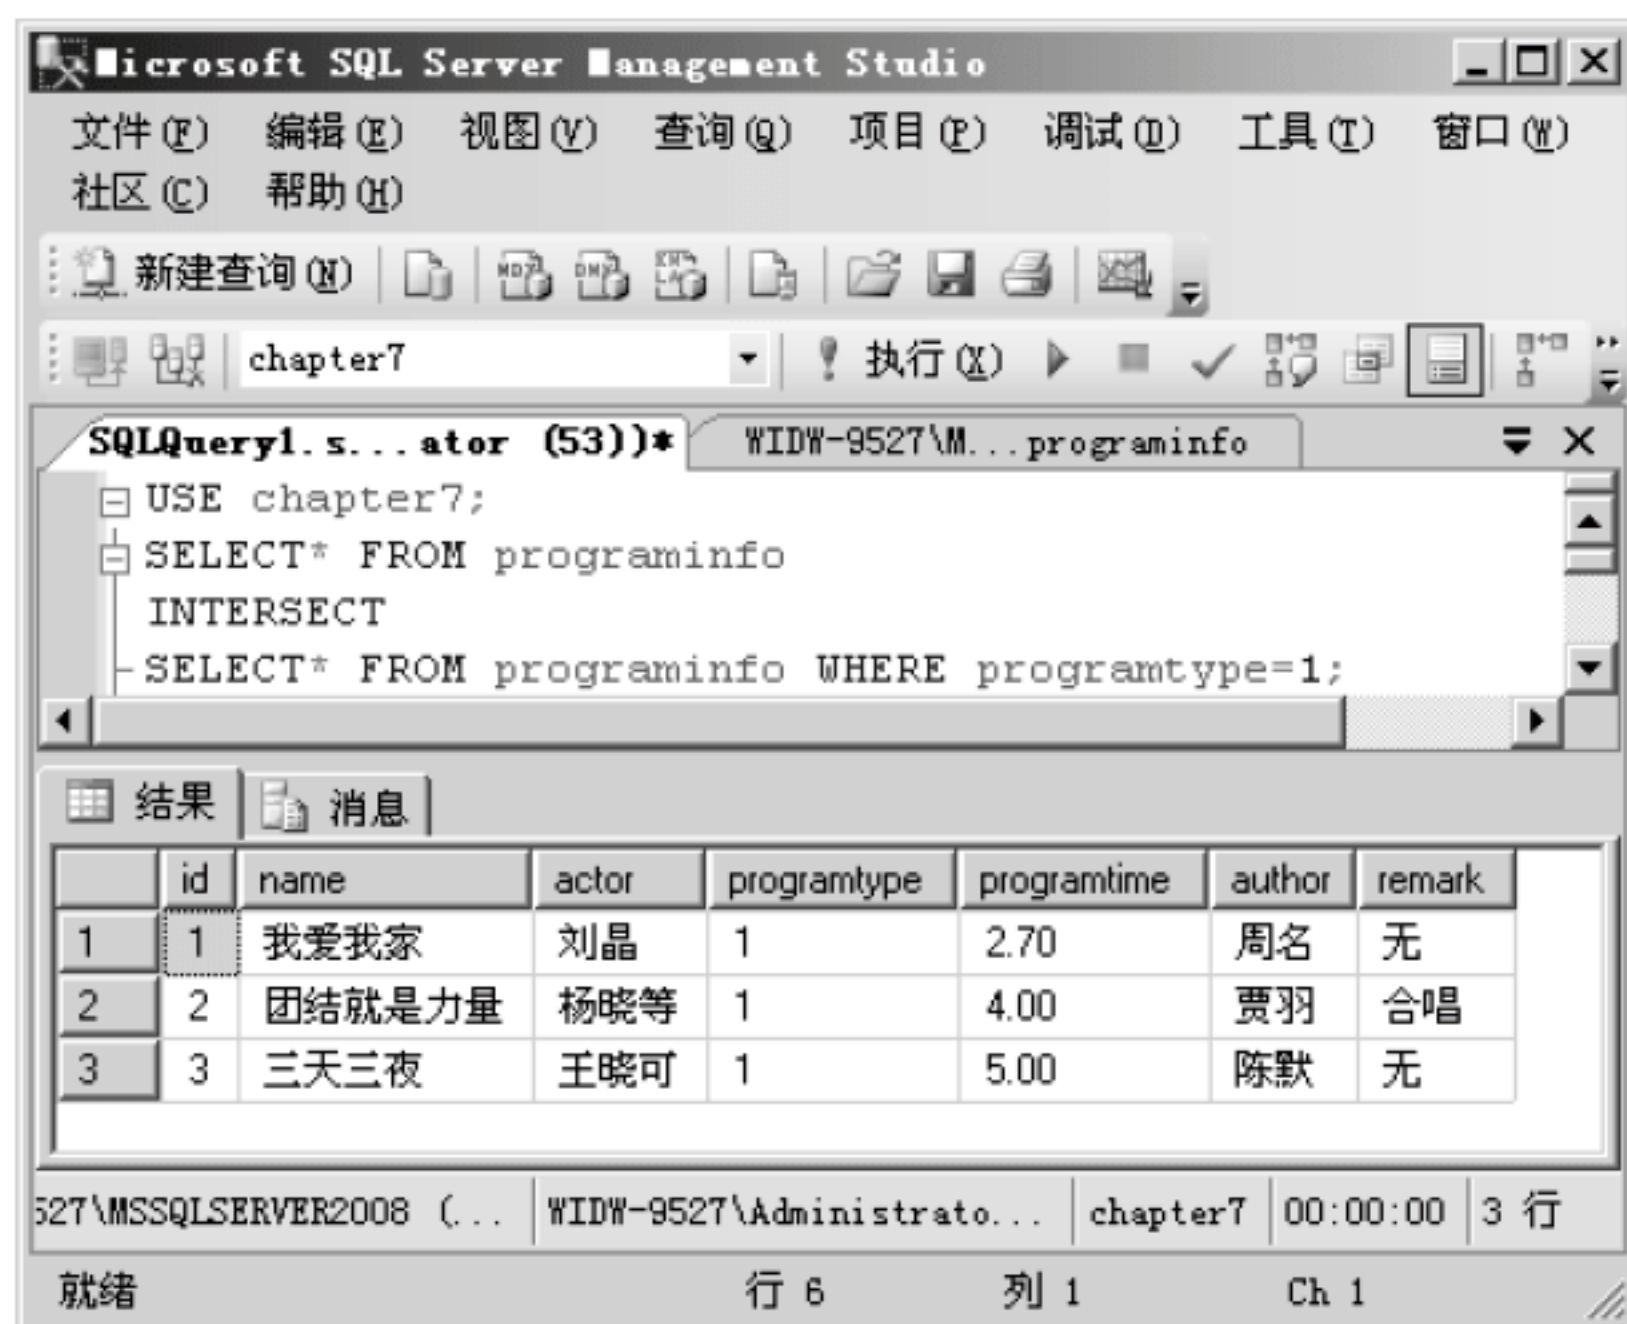 Microsoft SQL Server Management Studio
文件(F) 编辑(E) 视图(V) 查询(Q) 项目(P) 调试(D) 工具(T) 窗口(W)
社区(C) 帮助(H)
新建查询(N)
chapter7 执行(X)
SQLQuery1.s...ator (53))* WIDW-9527\M...programinfo
USE chapter7;
SELECT* FROM programinfo
INTERSECT
SELECT* FROM programinfo WHERE programtype=1;
结果 消息
id name actor programtype programtime author remark
1 1 我爱我家 刘晶 1 2.70 周名 无
2 2 团结就是力量 杨晓等 1 4.00 贾羽 合唱
3 3 三天三夜 王晓可 1 5.00 陈默 无
527\MSSQLSERVER2008 (... WIDW-9527\Administrato... chapter7 00:00:00 3 行
就绪 行 6 列 1 Ch 1